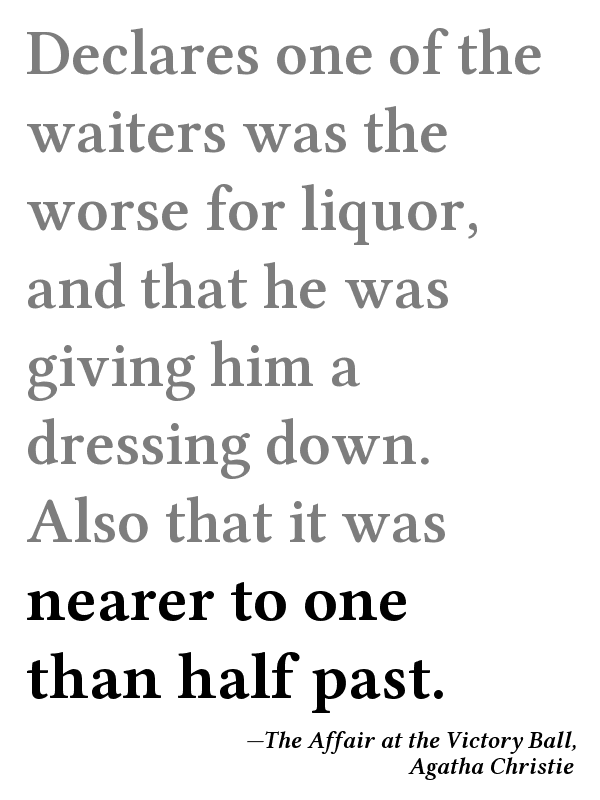 Declares one of the
waiters was the
worse for liquor,
and that he was
giving him a
dressing down.
Also that it was
nearer to one
than half past.
—The Affair at the Victory Ball,
Agatha Christie